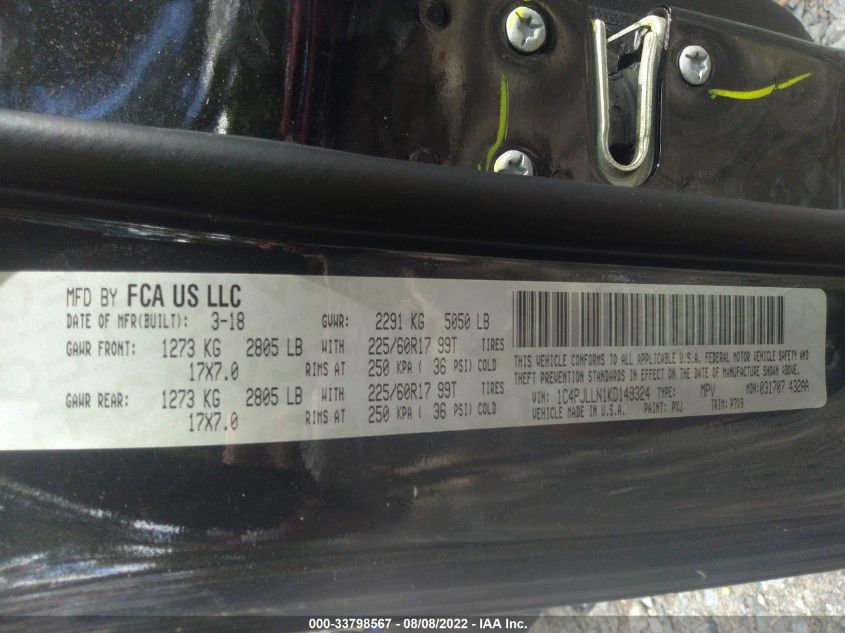 MFD BY FCA US LLC
DATE OF MFR(BUILT): 3-18 GVWR: 2291 KG 5050 LB
GAWR FRONT: 1273 KG 2805 LB WITH 225/60R17 99T TIRES
17X7.0 RIMS AT 250 KPA ( 36 PSI) COLD
GAWR REAR: 1273 KG 2805 LB WITH 225/60R17 99T TIRES
17X7.0 RIMS AT 250 KPA ( 36 PSI) COLD
THIS VEHICLE CONFORMS TO ALL APPLICABLE U.S.A. FEDERAL MOTOR VEHICLE SAFETY AND
THEFT PREVENTION STANDARDS IN EFFECT ON THE DATE OF MANUFACTURE SHOWN ABOVE.
VIN: 1C4PJLLN1KD149324 TYPE: MPV MDH: 031707 432AA
VEHICLE MADE IN U.S.A. PAINT: PXJ TRIM: P7X9
000-33798567 - 08/08/2022 - IAA Inc.